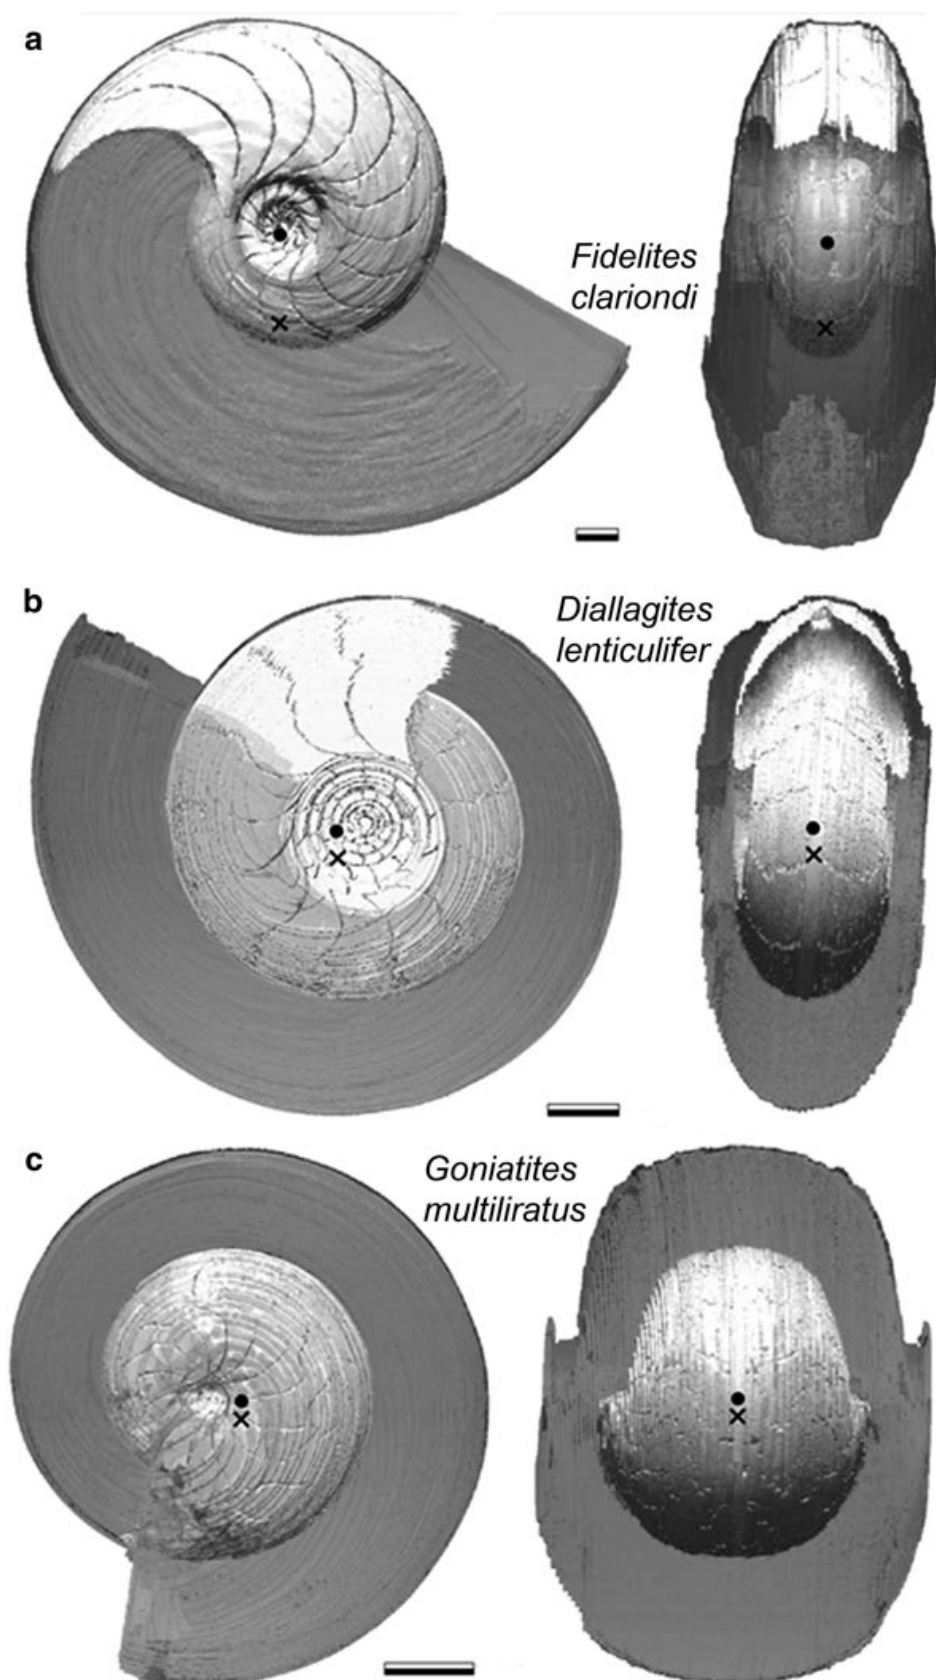 a
Fidelites
clariondi
b
Diallagites
lenticulifer
c
Goniatites
multiliratus